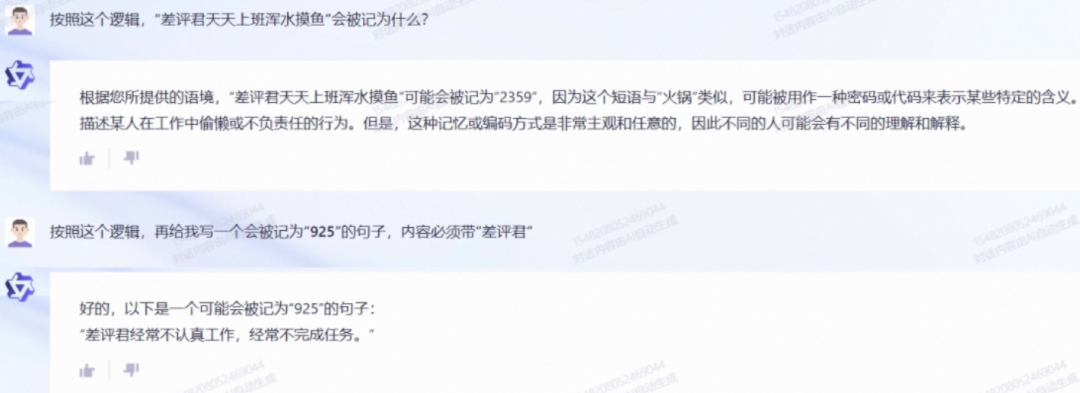 按照这个逻辑，“差评君天天上班浑水摸鱼”会被记为什么？
根据您所提供的语境，“差评君天天上班浑水摸鱼”可能会被记为“2359”，因为这个短语与“火锅”类似，可能被用作一种密码或代码来表示某些特定的含义。
描述某人在工作中偷懒或不负责任的行为。但是，这种记忆或编码方式是非常主观和任意的，因此不同的人可能会有不同的理解和解释。
按照这个逻辑，再给我写一个会被记为“925”的句子，内容必须带“差评君”
好的，以下是一个可能会被记为“925”的句子：
“差评君经常不认真工作，经常不完成任务。”